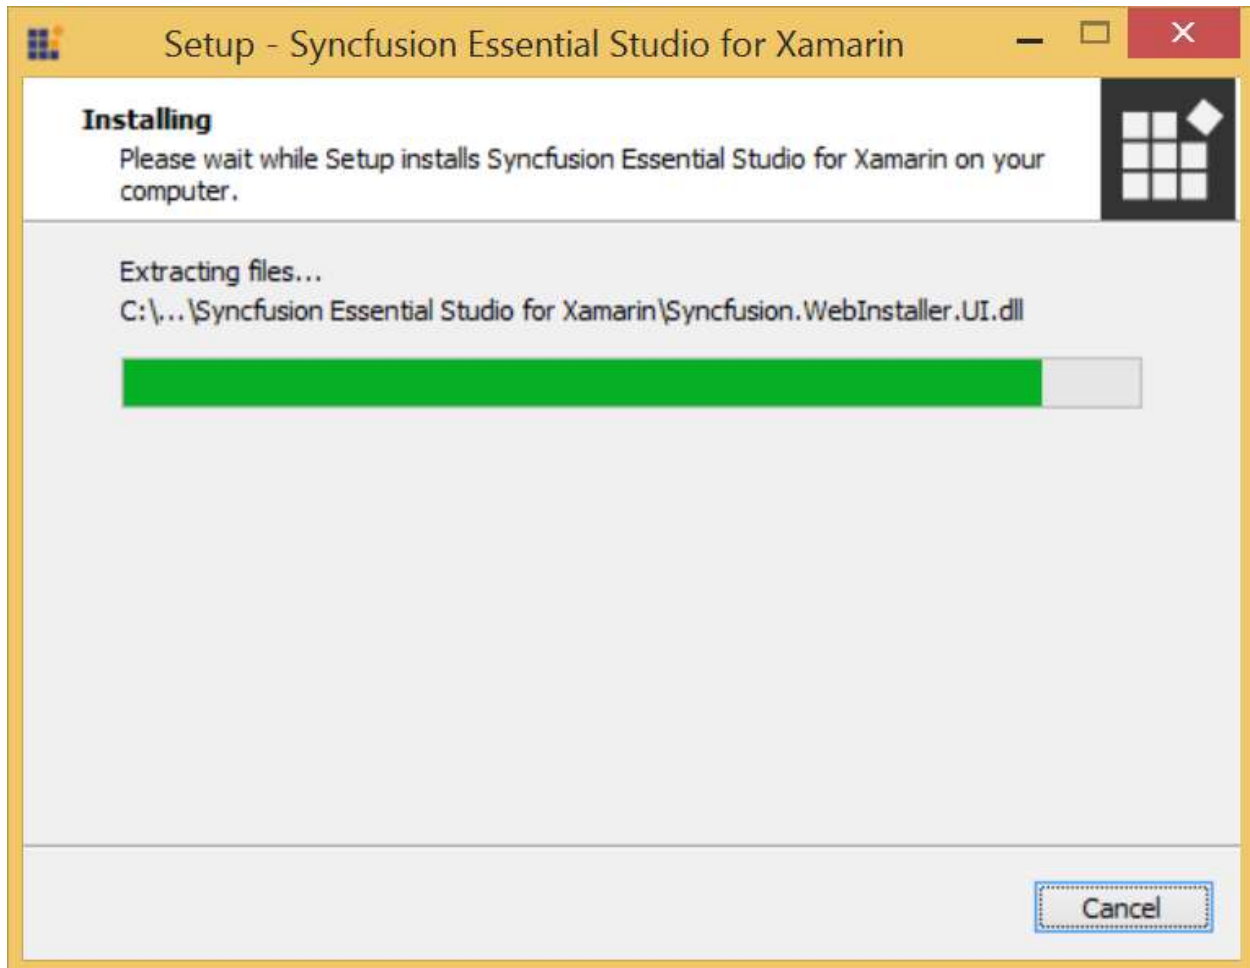 Setup - Syncfusion Essential Studio for Xamarin
Installing
Please wait while Setup installs Syncfusion Essential Studio for Xamarin on your
computer.
Extracting files...
C:\...\Syncfusion Essential Studio for Xamarin\Syncfusion.WebInstaller.UI.dll
Cancel